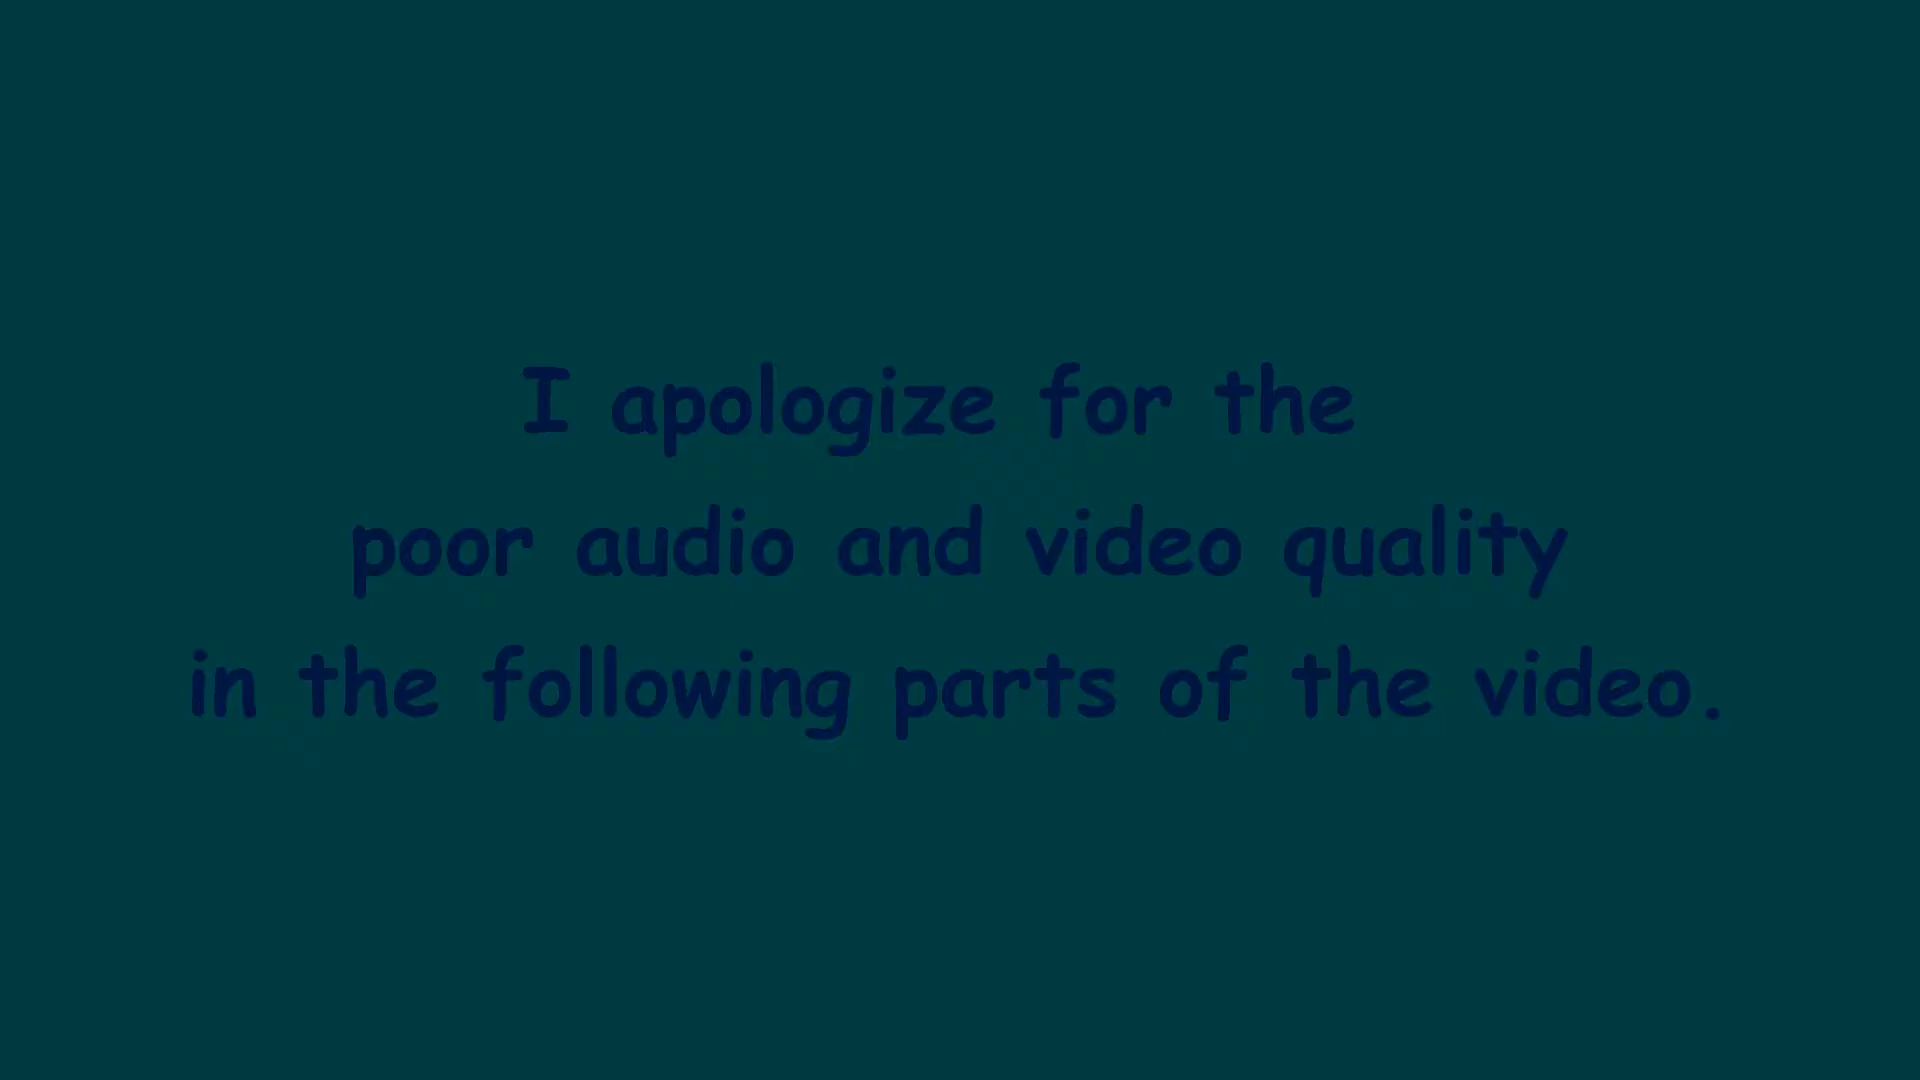 I apologize for the
poor audio and video quality
in the following parts of the video.